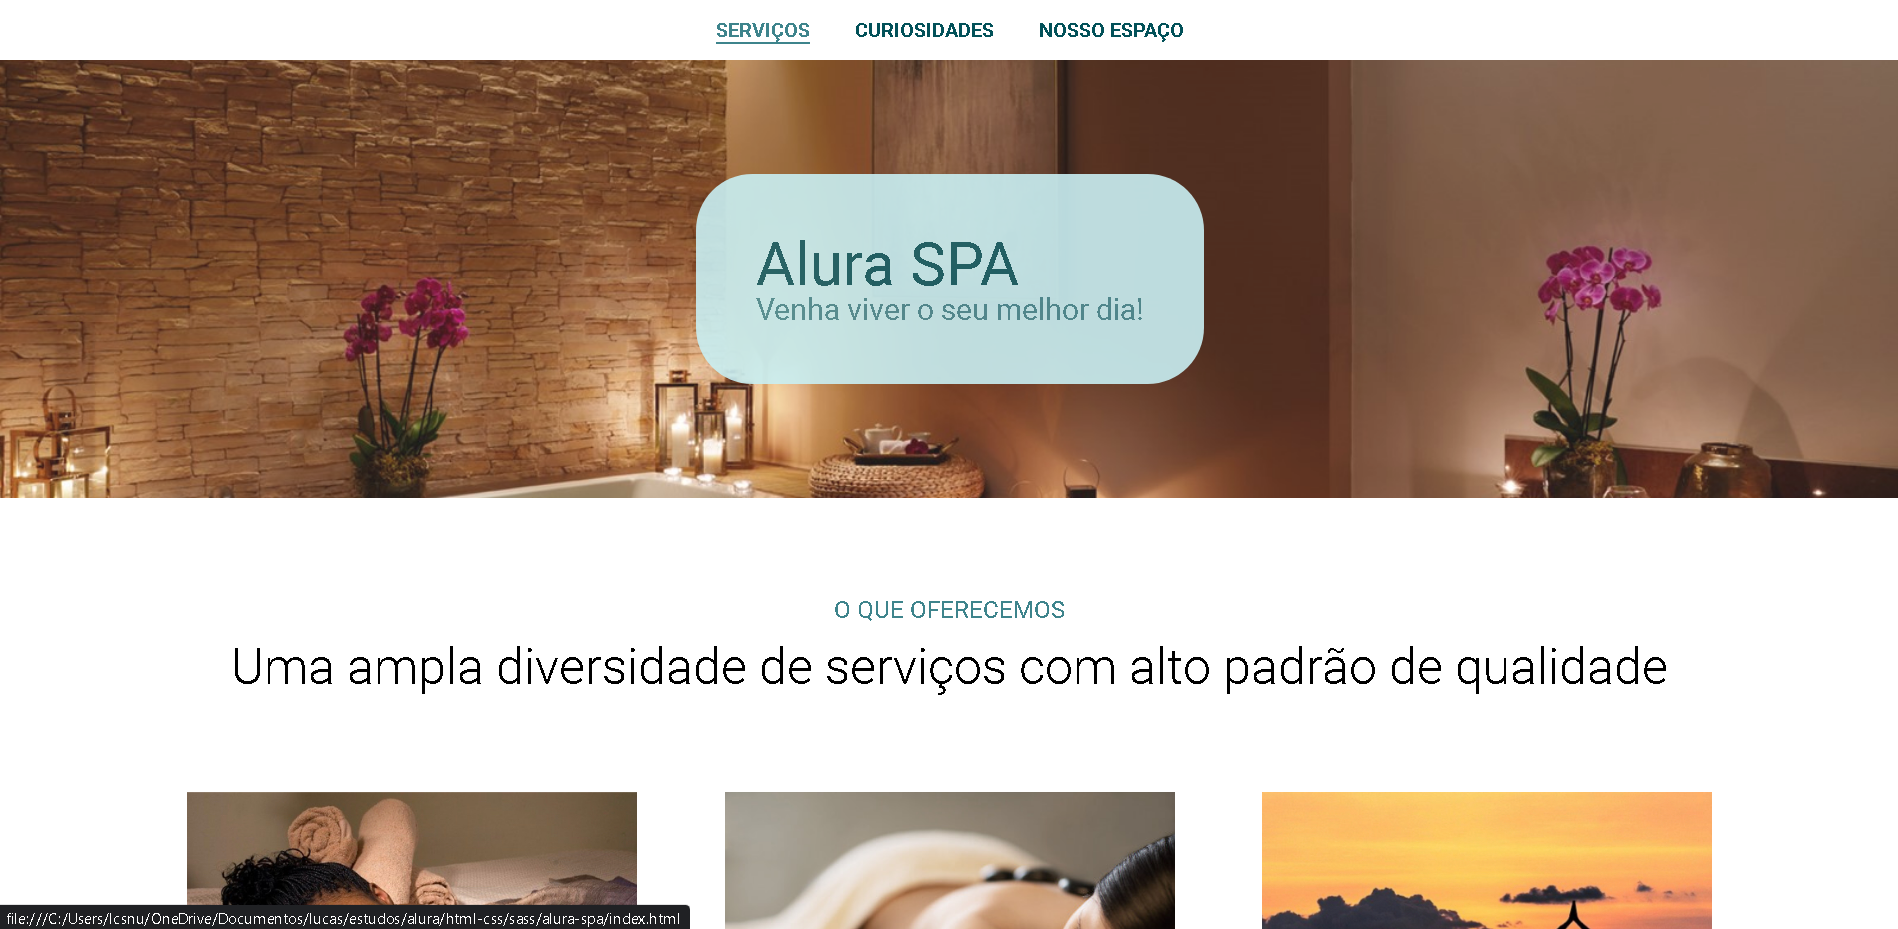 SERVIÇOS CURIOSIDADES NOSSO ESPAÇO
Alura SPA
Venha viver o seu melhor dia!
O QUE OFERECEMOS
Uma ampla diversidade de serviços com alto padrão de qualidade
file:///C:/Users/lcsnu/OneDrive/Documentos/lucas/estudos/alura/html-css/sass/alura-spa/index.html